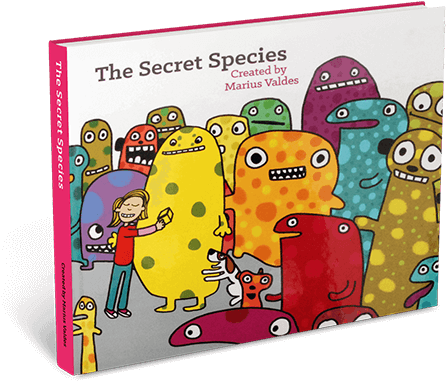 The Secret Species
Created by
Marius Valdes
The Secret Species
Created by Marius Valdes